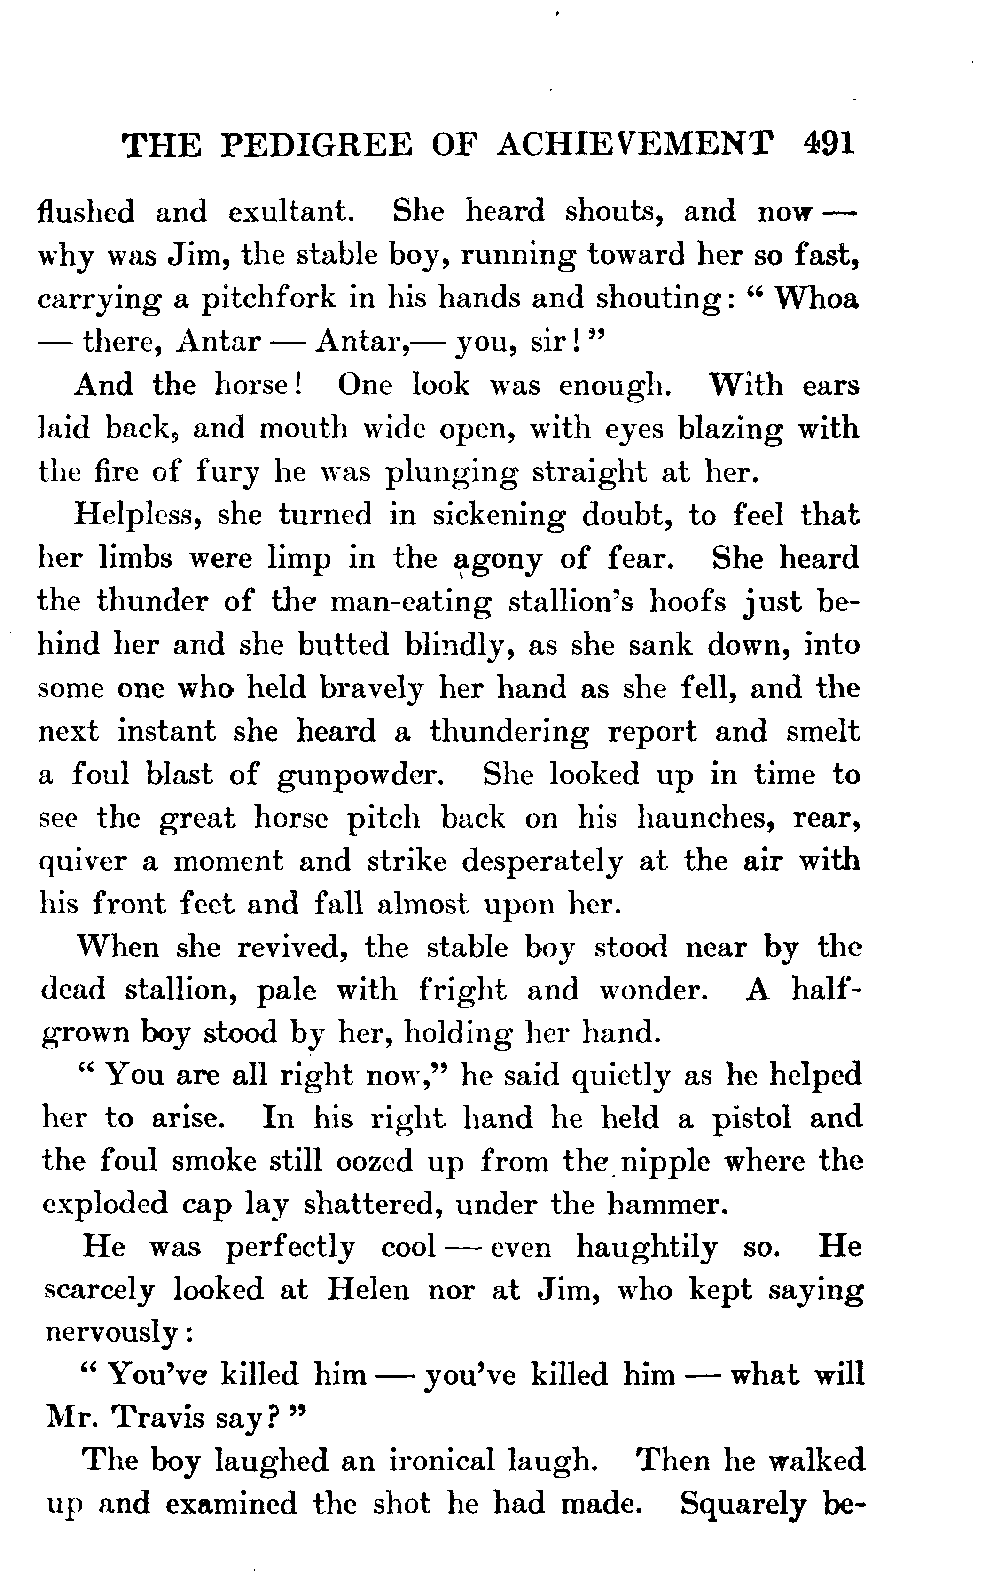 THE PEDIGREE OF ACHIEVEMENT 491
flushed and exultant. She heard shouts, and now —
why was Jim, the stable boy, running toward her so fast,
carrying a pitchfork in his hands and shouting: “ Whoa
— there, Antar — Antar,— you, sir! ”
And the horse! One look was enough. With ears
laid back, and mouth wide open, with eyes blazing with
the fire of fury he was plunging straight at her.
Helpless, she turned in sickening doubt, to feel that
her limbs were limp in the agony of fear. She heard
the thunder of the man-eating stallion’s hoofs just be-
hind her and she butted blindly, as she sank down, into
some one who held bravely her hand as she fell, and the
next instant she heard a thundering report and smelt
a foul blast of gunpowder. She looked up in time to
see the great horse pitch back on his haunches, rear,
quiver a moment and strike desperately at the air with
his front feet and fall almost upon her.
When she revived, the stable boy stood near by the
dead stallion, pale with fright and wonder. A half-
grown boy stood by her, holding her hand.
“ You are all right now,” he said quietly as he helped
her to arise. In his right hand he held a pistol and
the foul smoke still oozed up from the nipple where the
exploded cap lay shattered, under the hammer.
He was perfectly cool — even haughtily so. He
scarcely looked at Helen nor at Jim, who kept saying
nervously:
“ You’ve killed him — you’ve killed him — what will
Mr. Travis say? ”
The boy laughed an ironical laugh. Then he walked
up and examined the shot he had made. Squarely be-